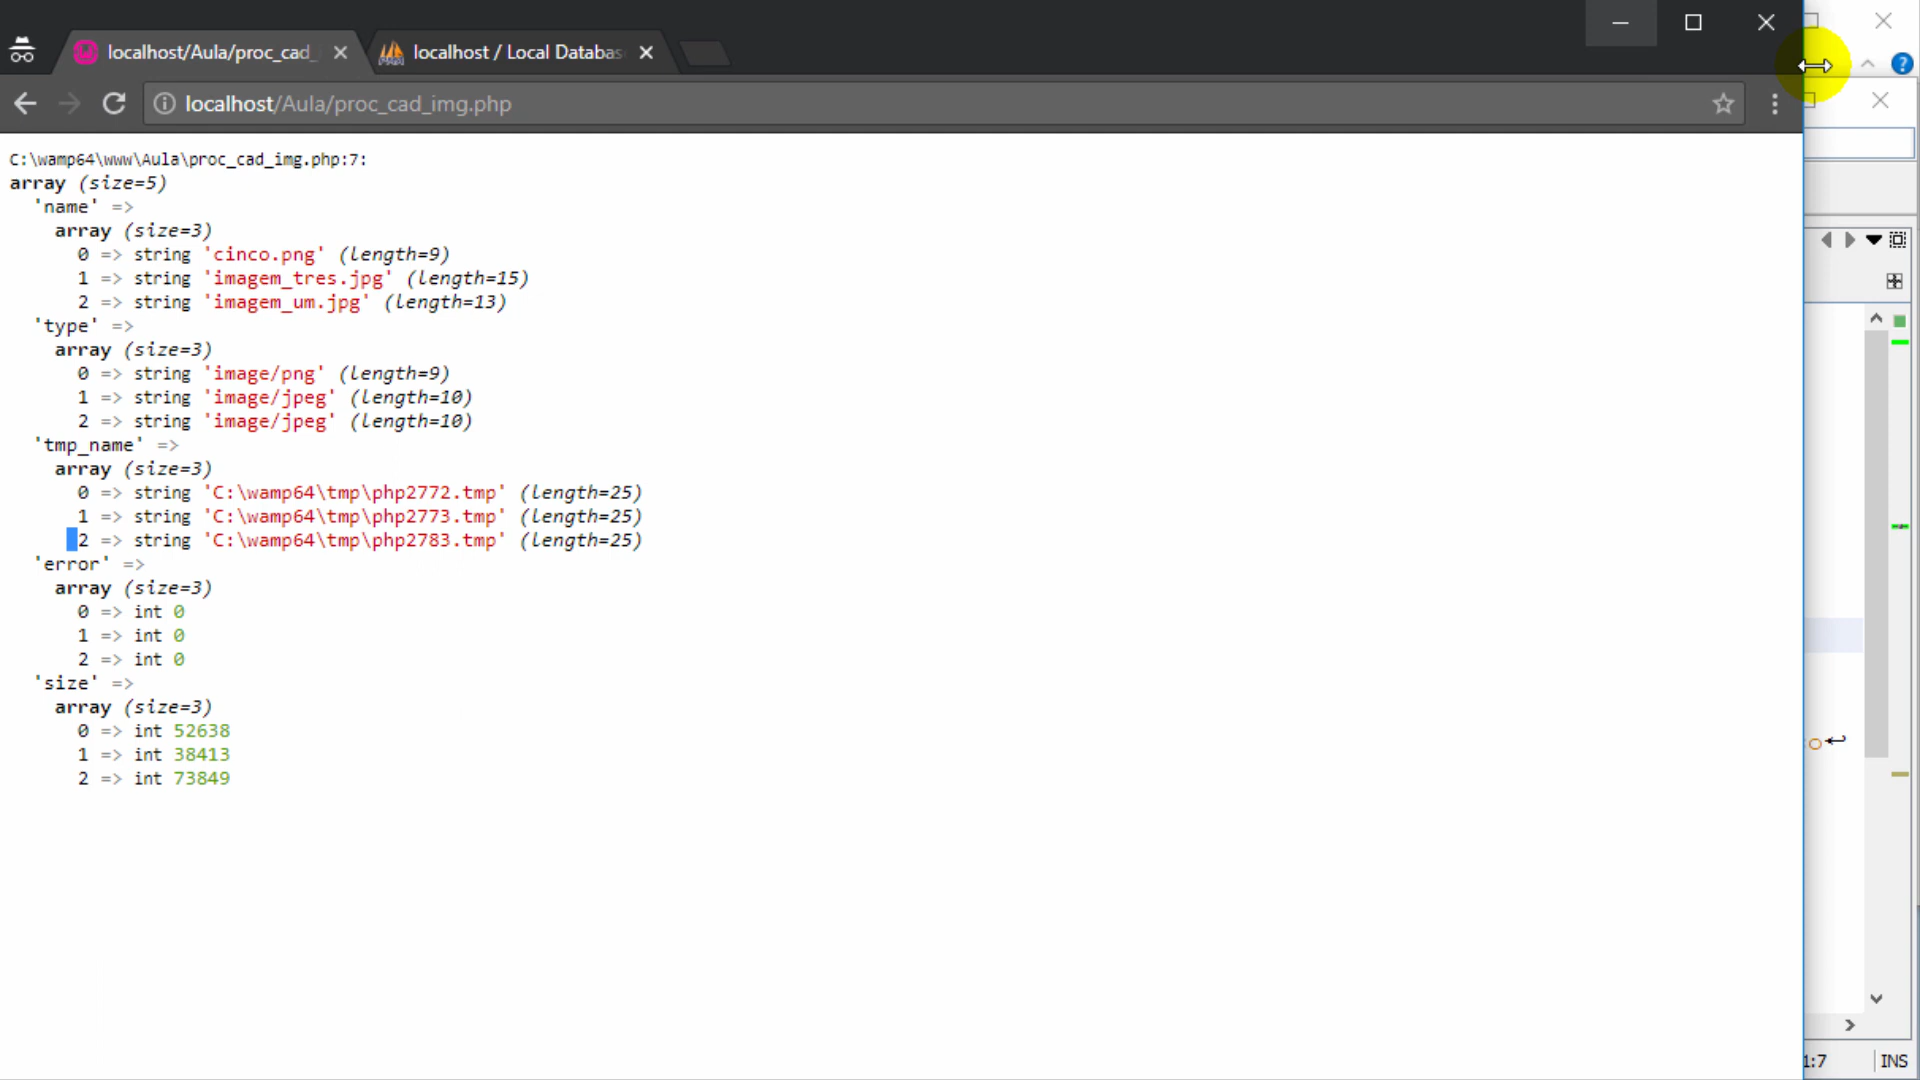 localhost/Aula/proc_cad_
localhost / Local Databas
localhost/Aula/proc_cad_img.php
C:\wamp64\www\Aula\proc_cad_img.php:7:
array (size=5)
'name' =>
array (size=3)
0 => string 'cinco.png' (length=9)
1 => string 'imagem_tres.jpg' (length=15)
2 => string 'imagem_um.jpg' (length=13)
'type' =>
array (size=3)
0 => string 'image/png' (length=9)
1 => string 'image/jpeg' (length=10)
2 => string 'image/jpeg' (length=10)
'tmp_name' =>
array (size=3)
0 => string 'C:\wamp64\tmp\php2772.tmp' (length=25)
1 => string 'C:\wamp64\tmp\php2773.tmp' (length=25)
2 => string 'C:\wamp64\tmp\php2783.tmp' (length=25)
'error' =>
array (size=3)
0 => int 0
1 => int 0
2 => int 0
'size' =>
array (size=3)
0 => int 52638
1 => int 38413
2 => int 73849
1:7 INS